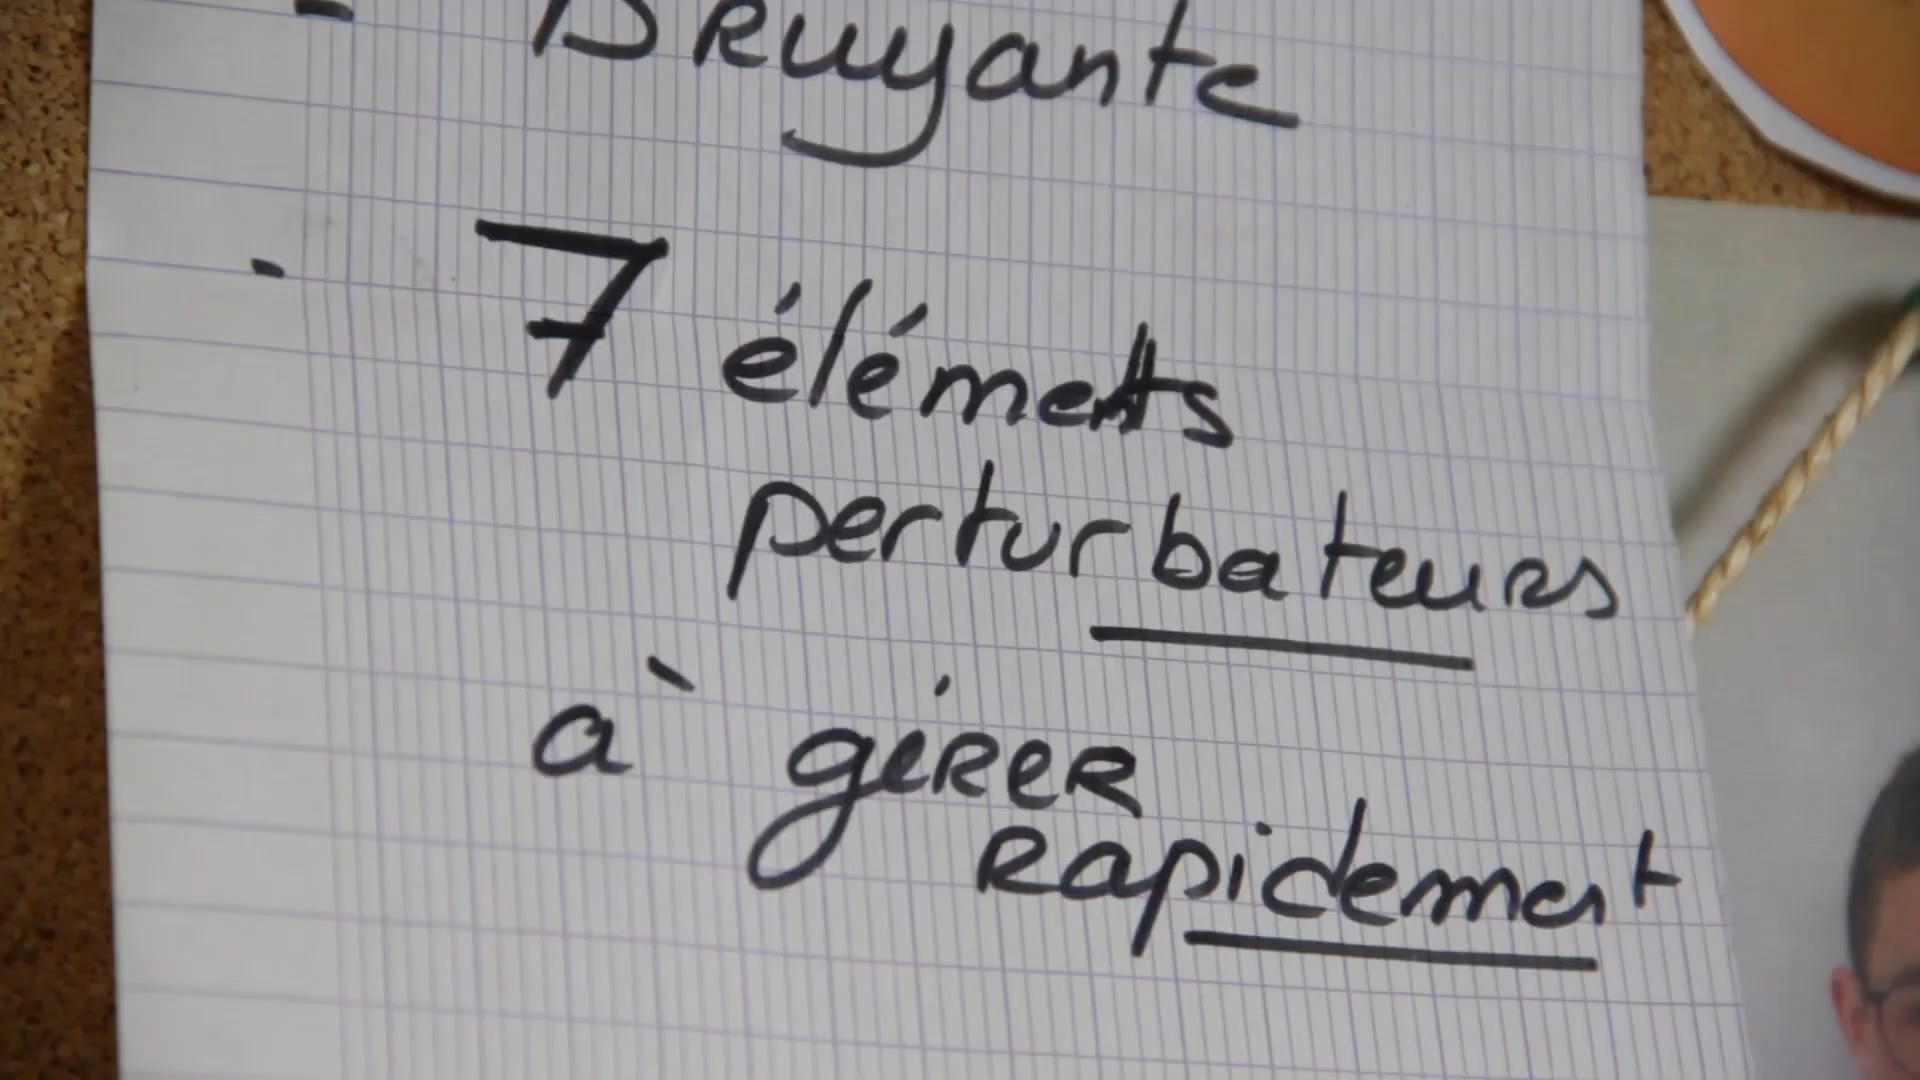 - Bruyante
- 7 éléments
perturbateurs
à gérer
rapidement